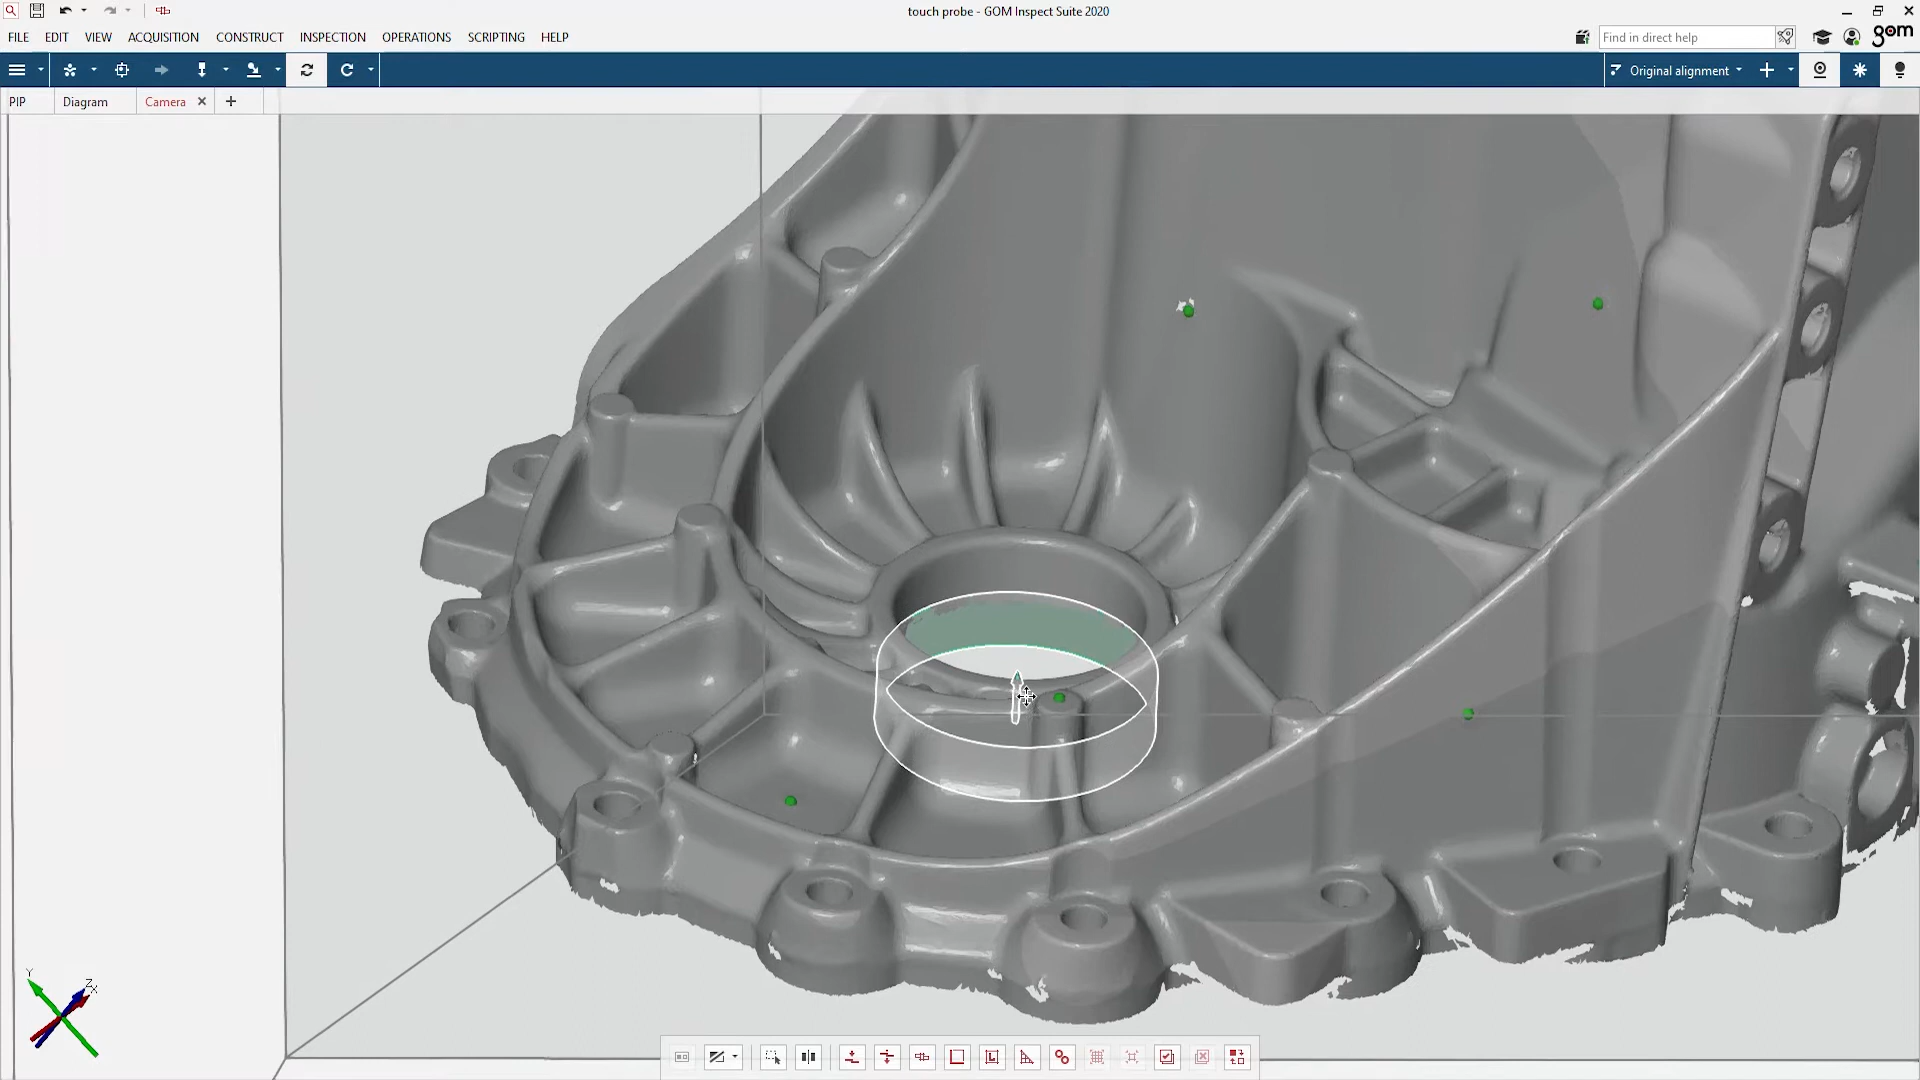 touch probe - GOM Inspect Suite 2020
FILE EDIT VIEW ACQUISITION CONSTRUCT INSPECTION OPERATIONS SCRIPTING HELP
Find in direct help
gom
Original alignment
PIP Diagram Camera
Y
Z
X